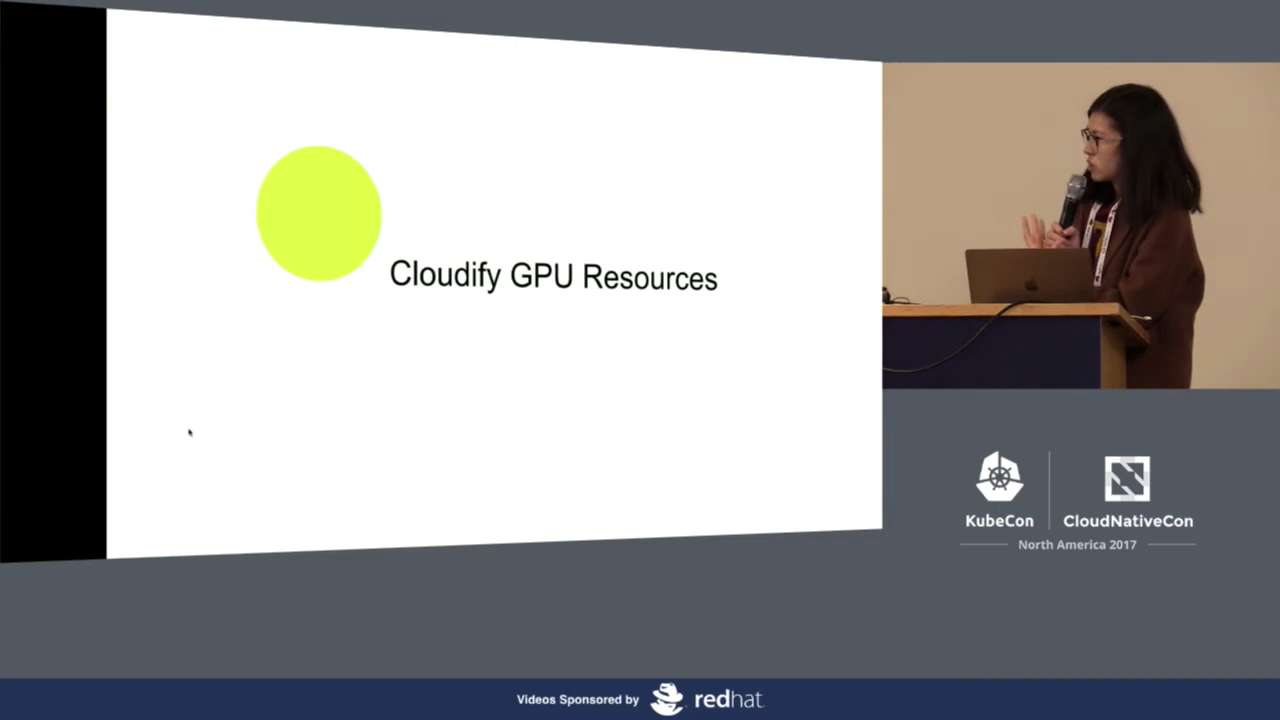 Cloudify GPU Resources
KubeCon
CloudNativeCon
North America 2017
Videos Sponsored by
redhat